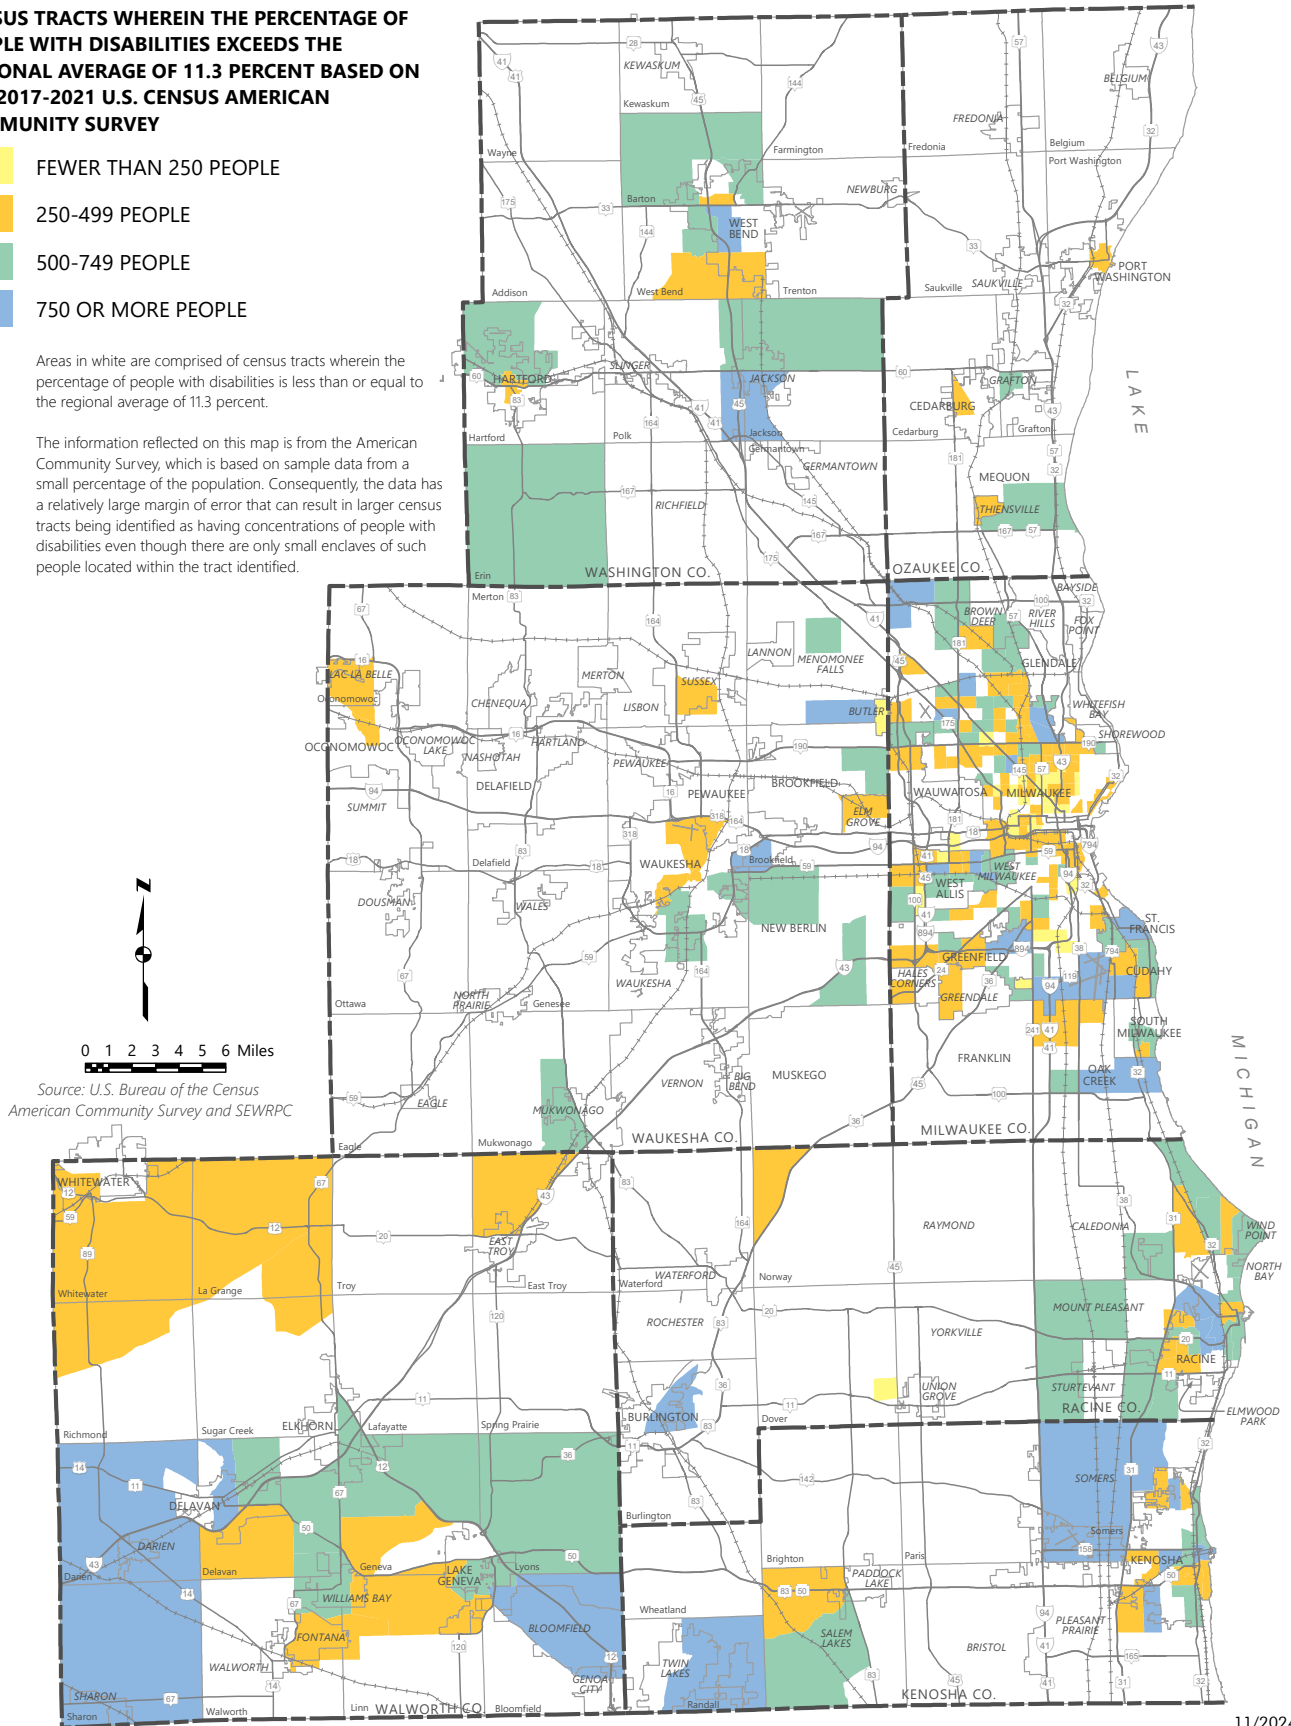 SUS TRACTS WHEREIN THE PERCENTAGE OF
PLE WITH DISABILITIES EXCEEDS THE
ONAL AVERAGE OF 11.3 PERCENT BASED ON
2017-2021 U.S. CENSUS AMERICAN
MUNITY SURVEY
FEWER THAN 250 PEOPLE
250-499 PEOPLE
500-749 PEOPLE
750 OR MORE PEOPLE
Areas in white are comprised of census tracts wherein the
percentage of people with disabilities is less than or equal to
the regional average of 11.3 percent.
The information reflected on this map is from the American
Community Survey, which is based on sample data from a
small percentage of the population. Consequently, the data has
a relatively large margin of error that can result in larger census
tracts being identified as having concentrations of people with
disabilities even though there are only small enclaves of such
people located within the tract identified.
KEWASKUM
Kewaskum
Wayne
Farmington
Barton
NEWBURG
WEST
BEND
Addison
West Bend
Trenton
BELGIUM
FREDONIA
Fredonia
Belgium
Port Washington
PORT
WASHINGTON
Saukville
SAUKVILLE
SLINGER
HARTFORD
JACKSON
Hartford
Polk
Jackson
Germantown
GERMANTOWN
RICHFIELD
Erin
WASHINGTON CO.
GRAFTON
CEDARBURG
Cedarburg
Grafton
MEQUON
THIENSVILLE
OZAUKEE CO.
LAKE
MICHIGAN
Merton
LAC LA BELLE
Oconomowoc
OCONOMOWOC
OCONOMOWOC
LAKE
CHENEQUA
MERTON
LISBON
SUSSEX
LANNON
MENOMONEE
FALLS
BUTLER
NASHOTAH
HARTLAND
PEWAUKEE
DELAFIELD
SUMMIT
PEWAUKEE
BROOKFIELD
ELM
GROVE
WAUKESHA
Brookfield
Delafield
DOUSMAN
WALES
NEW BERLIN
WAUKESHA
NORTH
PRAIRIE
Ottawa
Genesee
EAGLE
VERNON
BIG
BEND
MUSKEGO
MUKWONAGO
Mukwonago
Eagle
WAUKESHA CO.
BAYSIDE
BROWN
DEER
RIVER
HILLS
FOX
POINT
GLENDALE
WHITEFISH
BAY
SHOREWOOD
WAUWATOSA
MILWAUKEE
WEST
MILWAUKEE
WEST
ALLIS
ST.
FRANCIS
GREENFIELD
CUDAHY
HALES
CORNERS
GREENDALE
SOUTH
MILWAUKEE
FRANKLIN
OAK
CREEK
MILWAUKEE CO.
N
0 1 2 3 4 5 6 Miles
Source: U.S. Bureau of the Census
American Community Survey and SEWRPC
WHITEWATER
Whitewater
La Grange
Troy
EAST
TROY
East Troy
Richmond
Sugar Creek
ELKHORN
Lafayatte
Spring Prairie
DELAVAN
DARIEN
Darien
Delavan
Geneva
LAKE
GENEVA
Lyons
WILLIAMS BAY
FONTANA
BLOOMFIELD
WALWORTH
GENOA
CITY
SHARON
Sharon
Walworth
Linn
WALWORTH CO.
Bloomfield
WATERFORD
Waterford
Norway
ROCHESTER
RAYMOND
CALEDONIA
WIND
POINT
NORTH
BAY
MOUNT PLEASANT
YORKVILLE
RACINE
STURTEVANT
UNION
GROVE
BURLINGTON
Dover
RACINE CO.
ELMWOOD
PARK
Burlington
SOMERS
Somers
Brighton
Paris
PADDOCK
LAKE
KENOSHA
Wheatland
SALEM
LAKES
TWIN
LAKES
Randall
BRISTOL
PLEASANT
PRAIRIE
KENOSHA CO.
11/2024